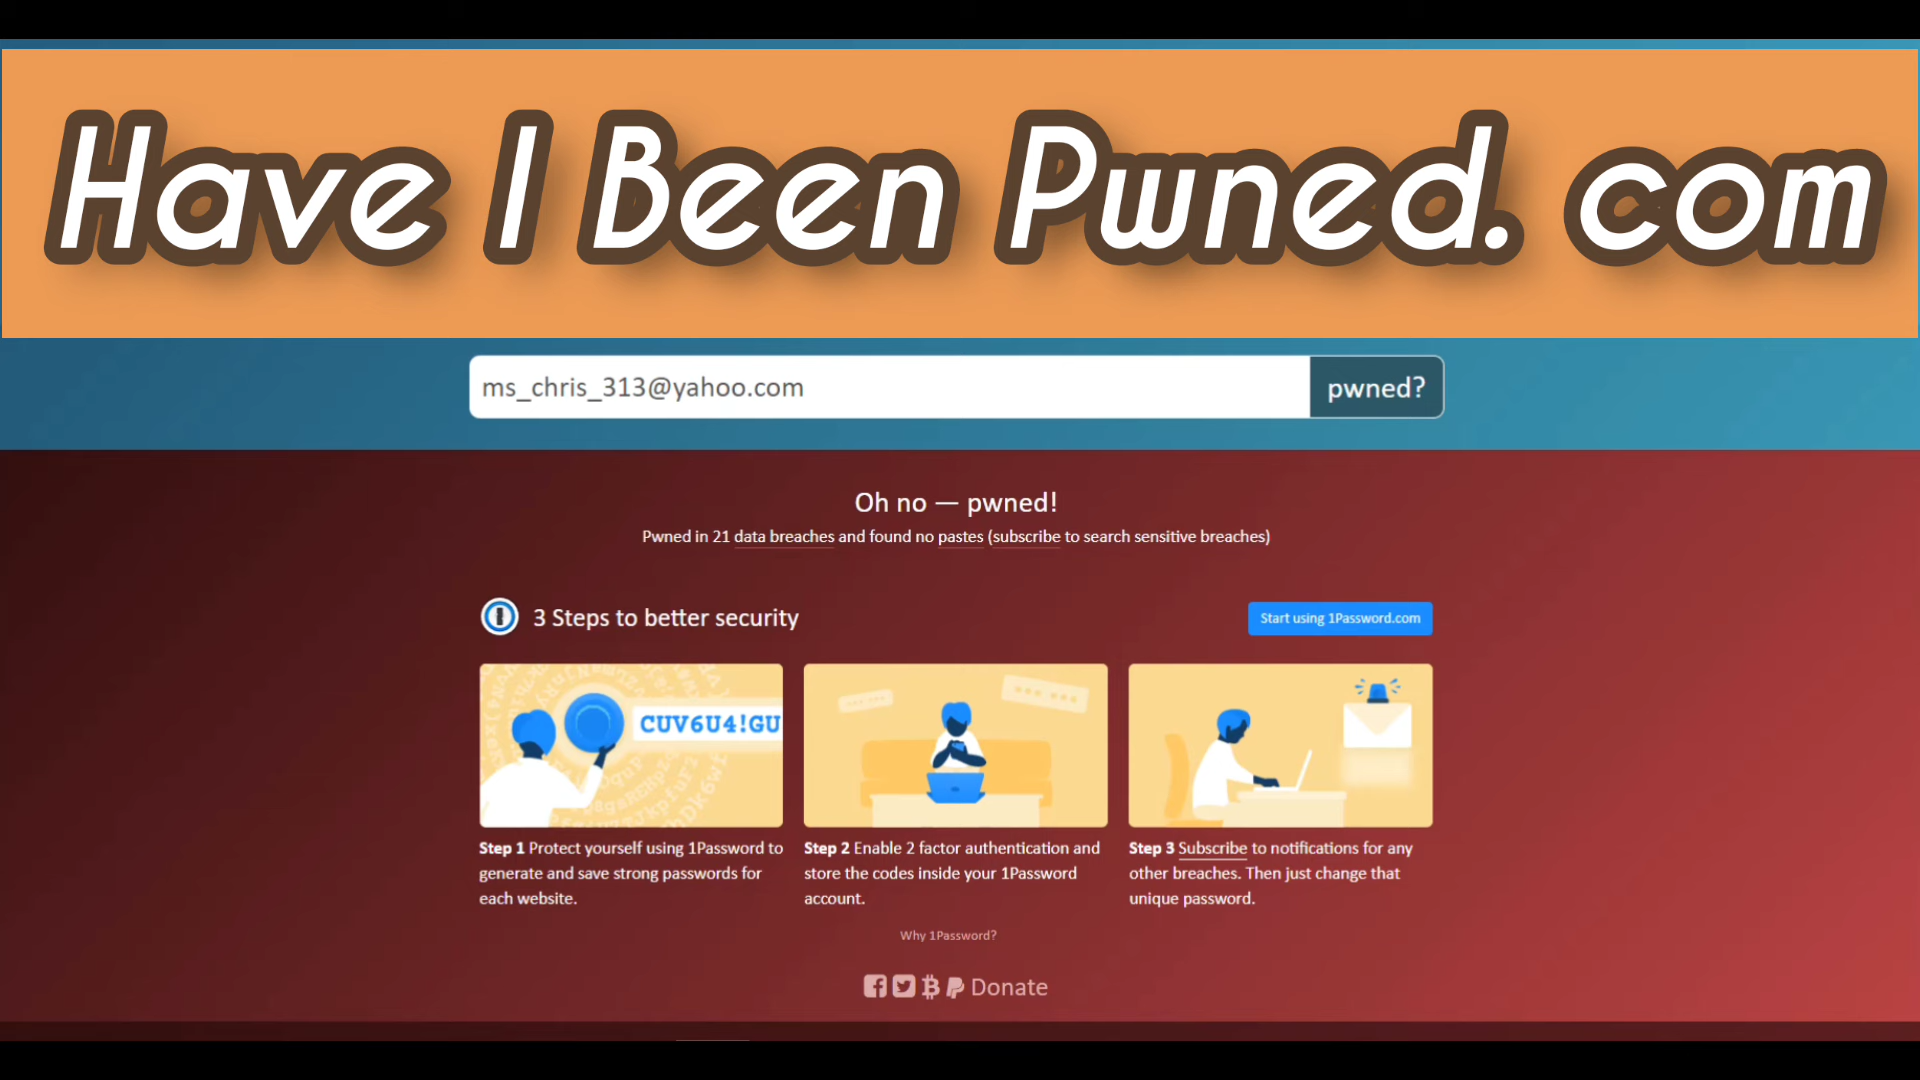 Have I Been Pwned. com
ms_chris_313@yahoo.com
pwned?
Oh no — pwned!
Pwned in 21 data breaches and found no pastes (subscribe to search sensitive breaches)
3 Steps to better security
Start using 1Password.com
CUV6U4!GU
Step 1 Protect yourself using 1Password to
generate and save strong passwords for
each website.
Step 2 Enable 2 factor authentication and
store the codes inside your 1Password
account.
Step 3 Subscribe to notifications for any
other breaches. Then just change that
unique password.
Why 1Password?
Donate